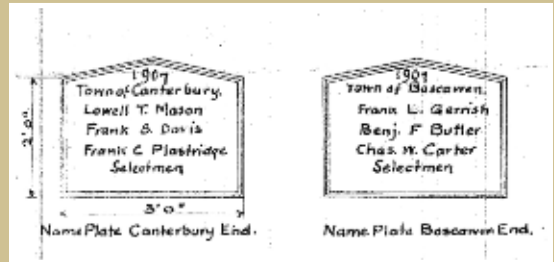 1907
Town of Canterbury,
Lowell T. Mason
Frank S. Davis
Frank C Plastridge
Selectmen
2'0"
3'0"
Name Plate Canterbury End.
1907
Town of Boscawen,
Frank L. Gerrish
Benj. F Butler
Chas. W. Carter
Selectmen
Name Plate Boscawen End.